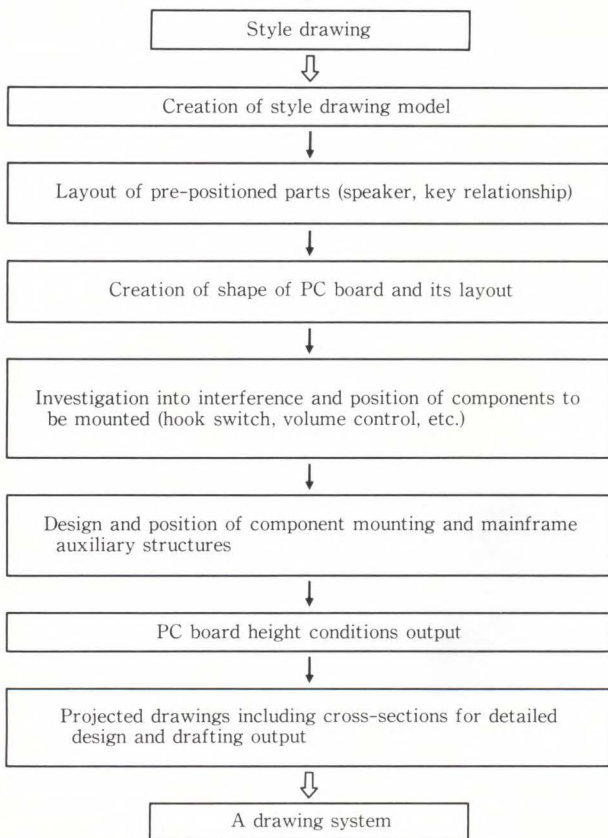 Style drawing
Creation of style drawing model
Layout of pre-positioned parts (speaker, key relationship)
Creation of shape of PC board and its layout
Investigation into interference and position of components to
be mounted (hook switch, volume control, etc.)
Design and position of component mounting and mainframe
auxiliary structures
PC board height conditions output
Projected drawings including cross-sections for detailed
design and drafting output
A drawing system